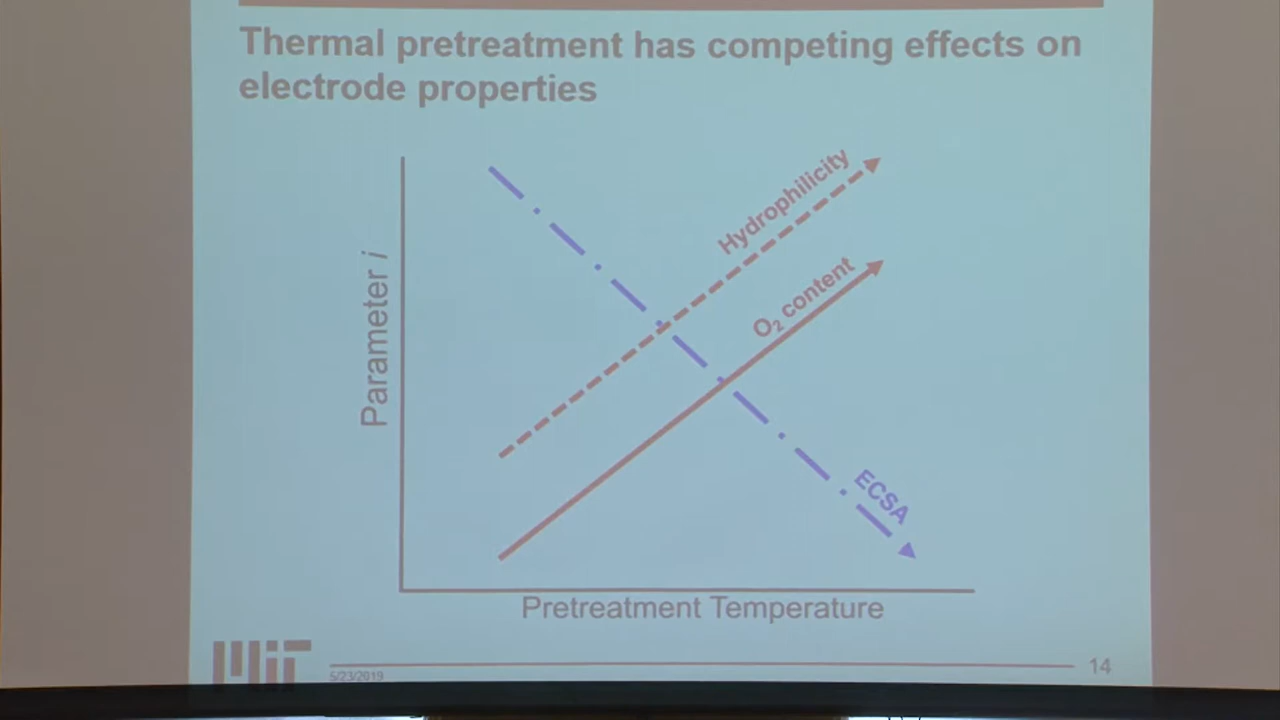 Thermal pretreatment has competing effects on
electrode properties
Hydrophilicity
O₂ content
Parameter i
ECSA
Pretreatment Temperature
MIT
5/23/2019
14